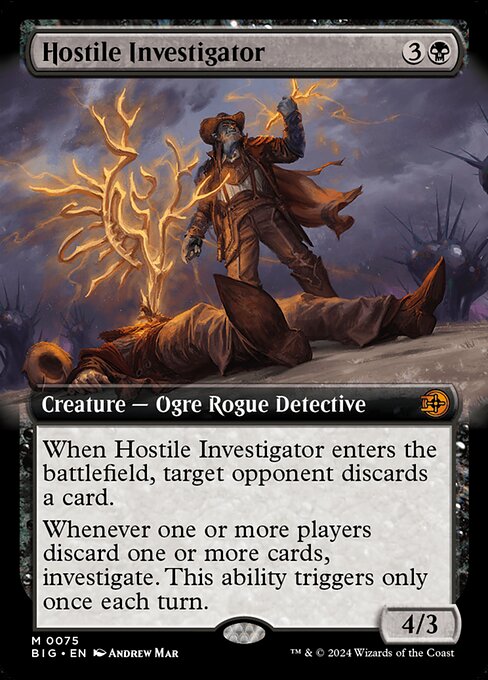 Hostile Investigator 3
Creature — Ogre Rogue Detective
When Hostile Investigator enters the
battlefield, target opponent discards
a card.
Whenever one or more players
discard one or more cards,
investigate. This ability triggers only
once each turn.
4/3
M 0075
BIG • EN Andrew Mar
™ & © 2024 Wizards of the Coast